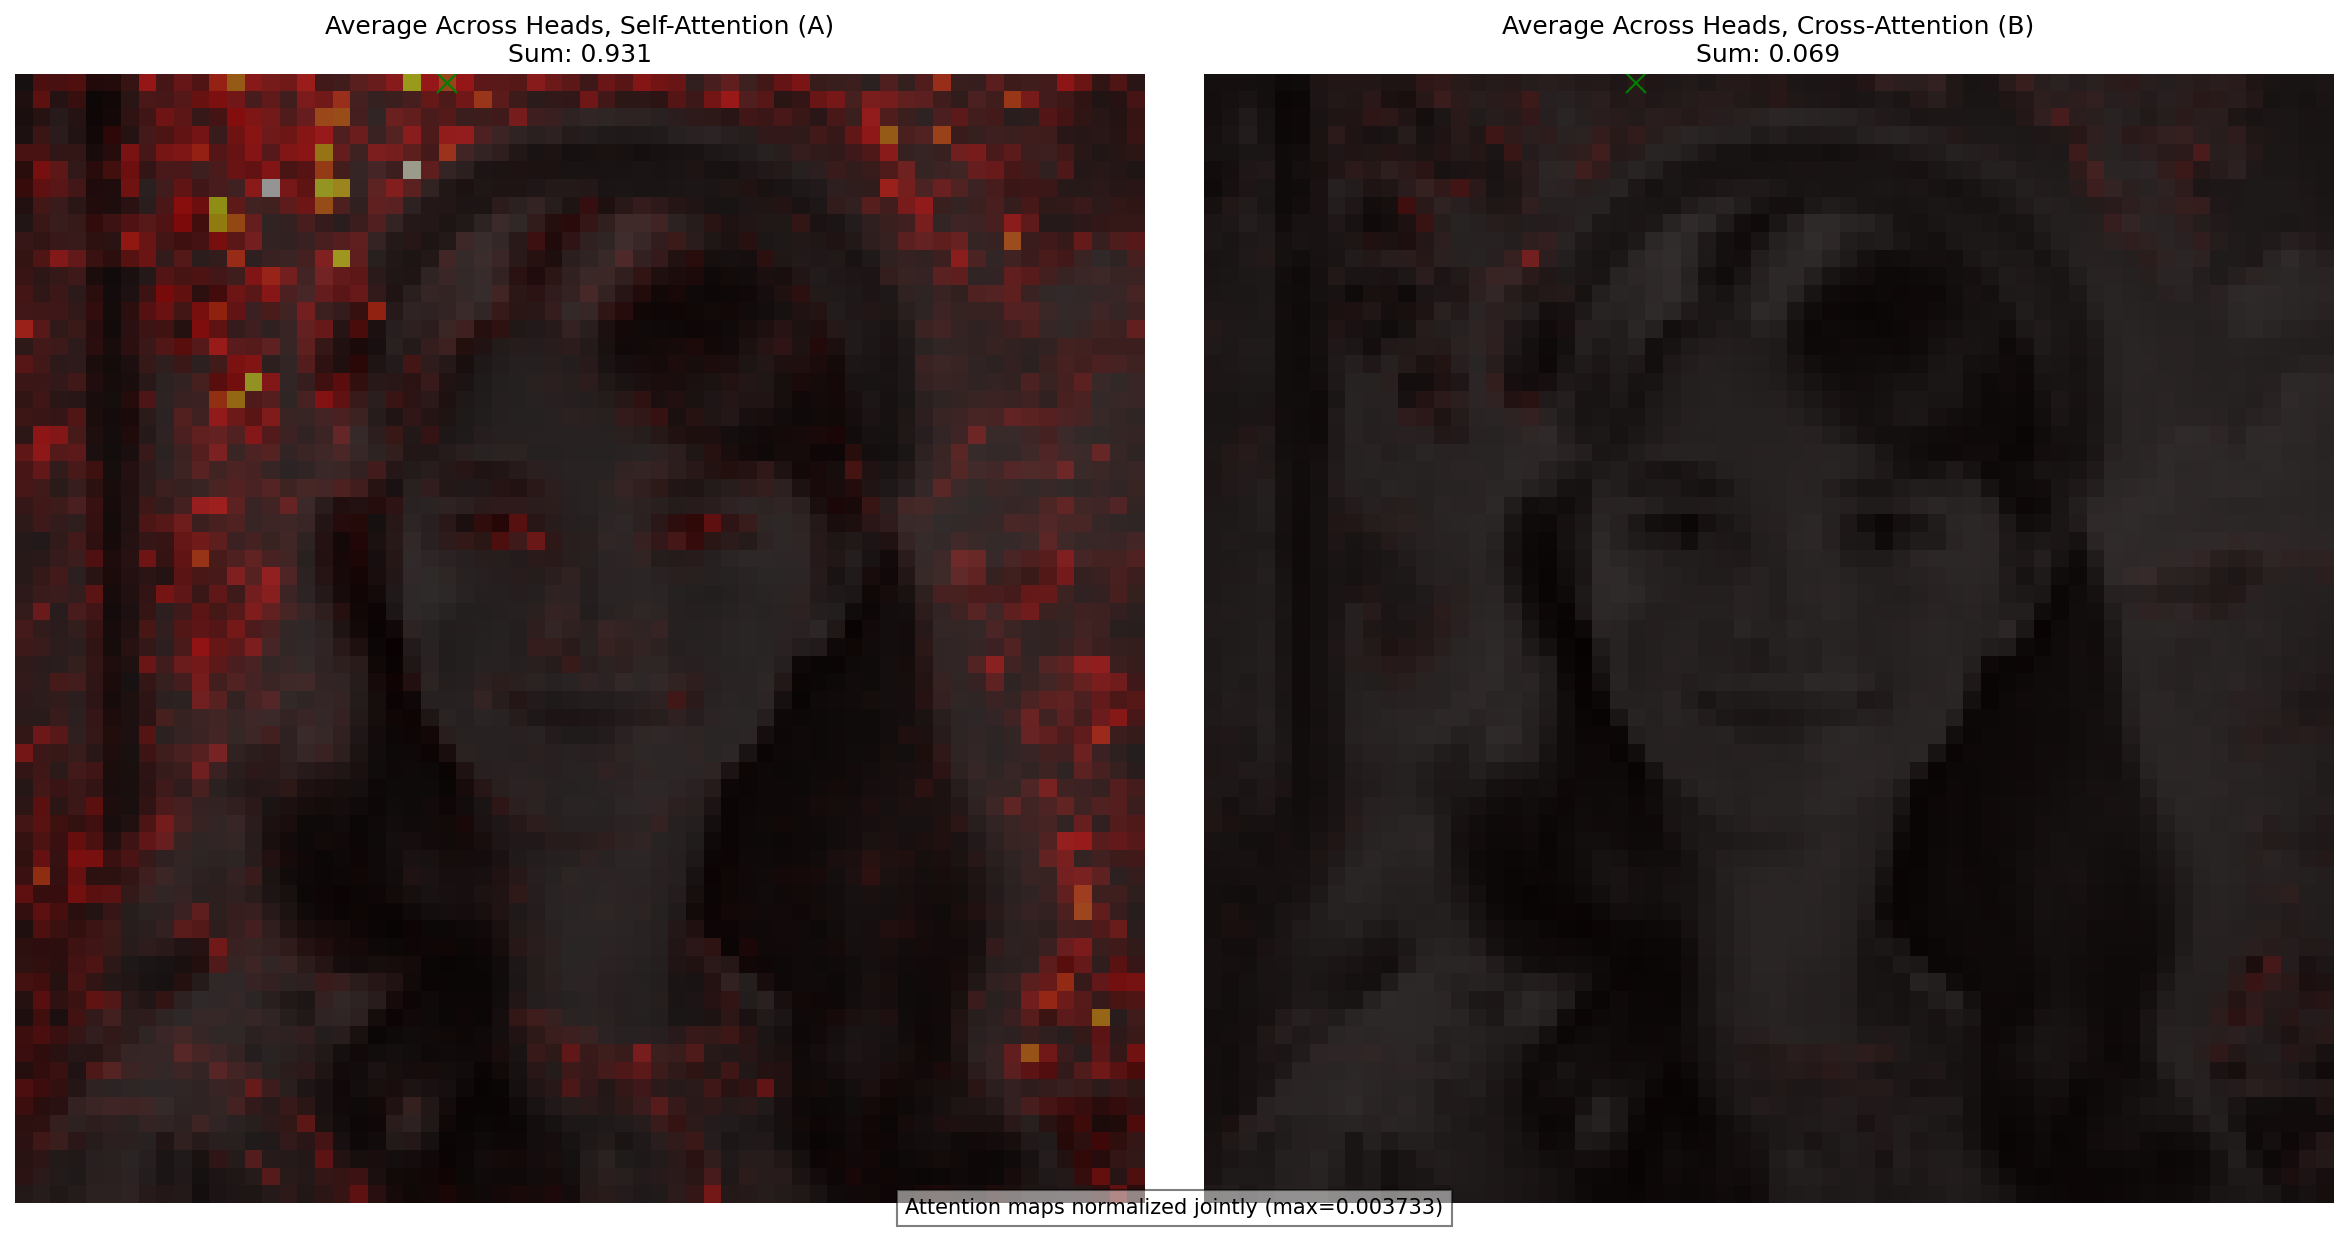 Average Across Heads, Self-Attention (A)
Sum: 0.931
Average Across Heads, Cross-Attention (B)
Sum: 0.069
Attention maps normalized jointly (max=0.003733)